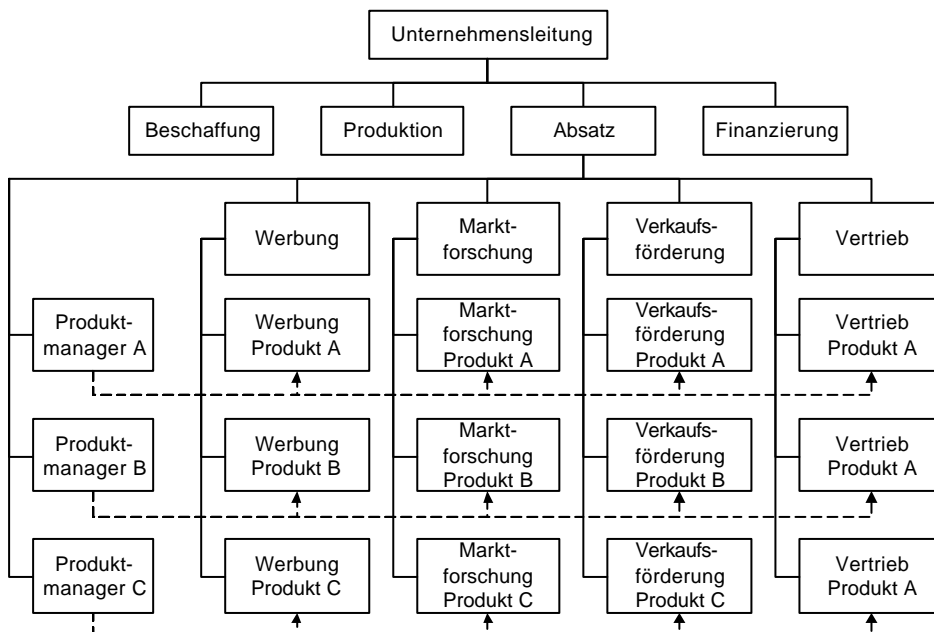 Unternehmensleitung
Beschaffung
Produktion
Absatz
Finanzierung
Werbung
Markt-
forschung
Verkaufs-
förderung
Vertrieb
Produkt-
manager A
Werbung
Produkt A
Markt-
forschung
Produkt A
Verkaufs-
förderung
Produkt A
Vertrieb
Produkt A
Produkt-
manager B
Werbung
Produkt B
Markt-
forschung
Produkt B
Verkaufs-
förderung
Produkt B
Vertrieb
Produkt A
Produkt-
manager C
Werbung
Produkt C
Markt-
forschung
Produkt C
Verkaufs-
förderung
Produkt C
Vertrieb
Produkt A